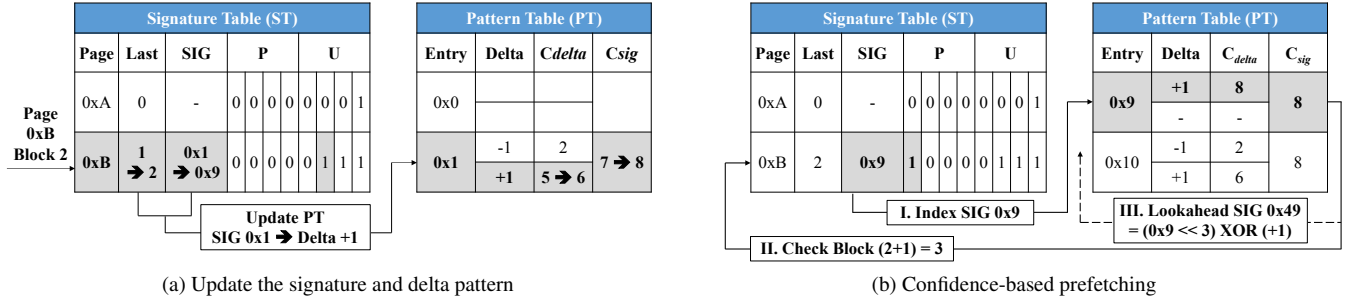 Signature Table (ST)
Page Last SIG P U
0xA 0 - 0 0 0 0 0 0 0 1
0xB 1 ➔ 2 0x1 ➔ 0x9 0 0 0 0 0 1 1 1
Page
0xB
Block 2
Update PT
SIG 0x1 ➔ Delta +1
Pattern Table (PT)
Entry Delta Cdelta Csig
0x0
0x1 -1 2 7 ➔ 8
+1 5 ➔ 6
(a) Update the signature and delta pattern
Signature Table (ST)
Page Last SIG P U
0xA 0 - 0 0 0 0 0 0 0 1
0xB 2 0x9 1 0 0 0 0 1 1 1
Pattern Table (PT)
Entry Delta Cdelta Csig
0x9 +1 8 8
- -
0x10 -1 2 8
+1 6
I. Index SIG 0x9
II. Check Block (2+1) = 3
III. Lookahead SIG 0x49
= (0x9 << 3) XOR (+1)
(b) Confidence-based prefetching